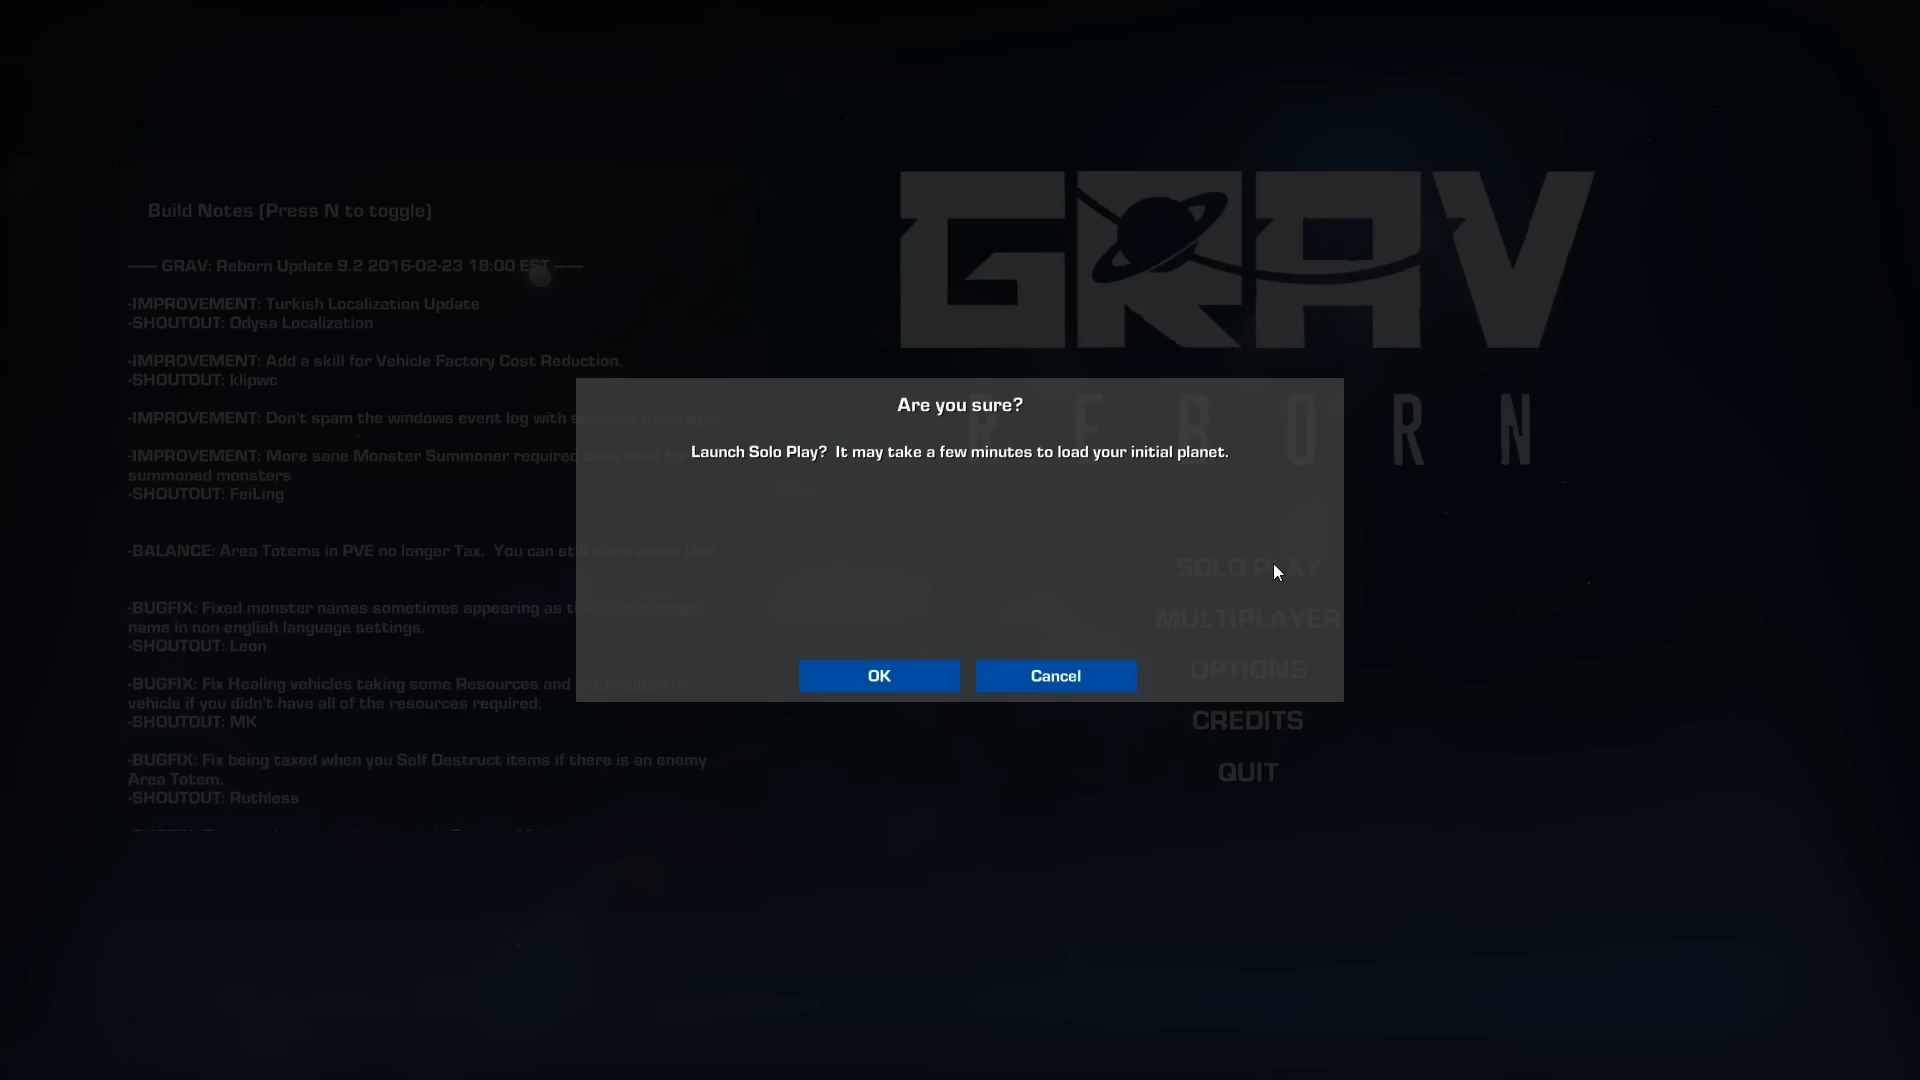 GRAV
REBORN
Build Notes (Press N to toggle)
—— GRAV: Reborn Update 9.2 2016-02-23 18:00 EST ——
-IMPROVEMENT: Turkish Localization Update
-SHOUTOUT: Odysa Localization
-IMPROVEMENT: Add a skill for Vehicle Factory Cost Reduction.
-SHOUTOUT: klipwc
-IMPROVEMENT: Don't spam the windows event log with
-IMPROVEMENT: More sane Monster Summoner required
summoned monsters
-SHOUTOUT: FeiLing
-BALANCE: Area Totems in PVE no longer Tax. You can still
-BUGFIX: Fixed monster names sometimes appearing as the
name in non english language settings.
-SHOUTOUT: Leon
-BUGFIX: Fix Healing vehicles taking some Resources and
vehicle if you didn't have all of the resources required.
-SHOUTOUT: MK
-BUGFIX: Fix being taxed when you Self Destruct items if there is an enemy
Area Totem.
-SHOUTOUT: Ruthless
Are you sure?
Launch Solo Play? It may take a few minutes to load your initial planet.
OK
Cancel
SOLO PLAY
MULTIPLAYER
OPTIONS
CREDITS
QUIT